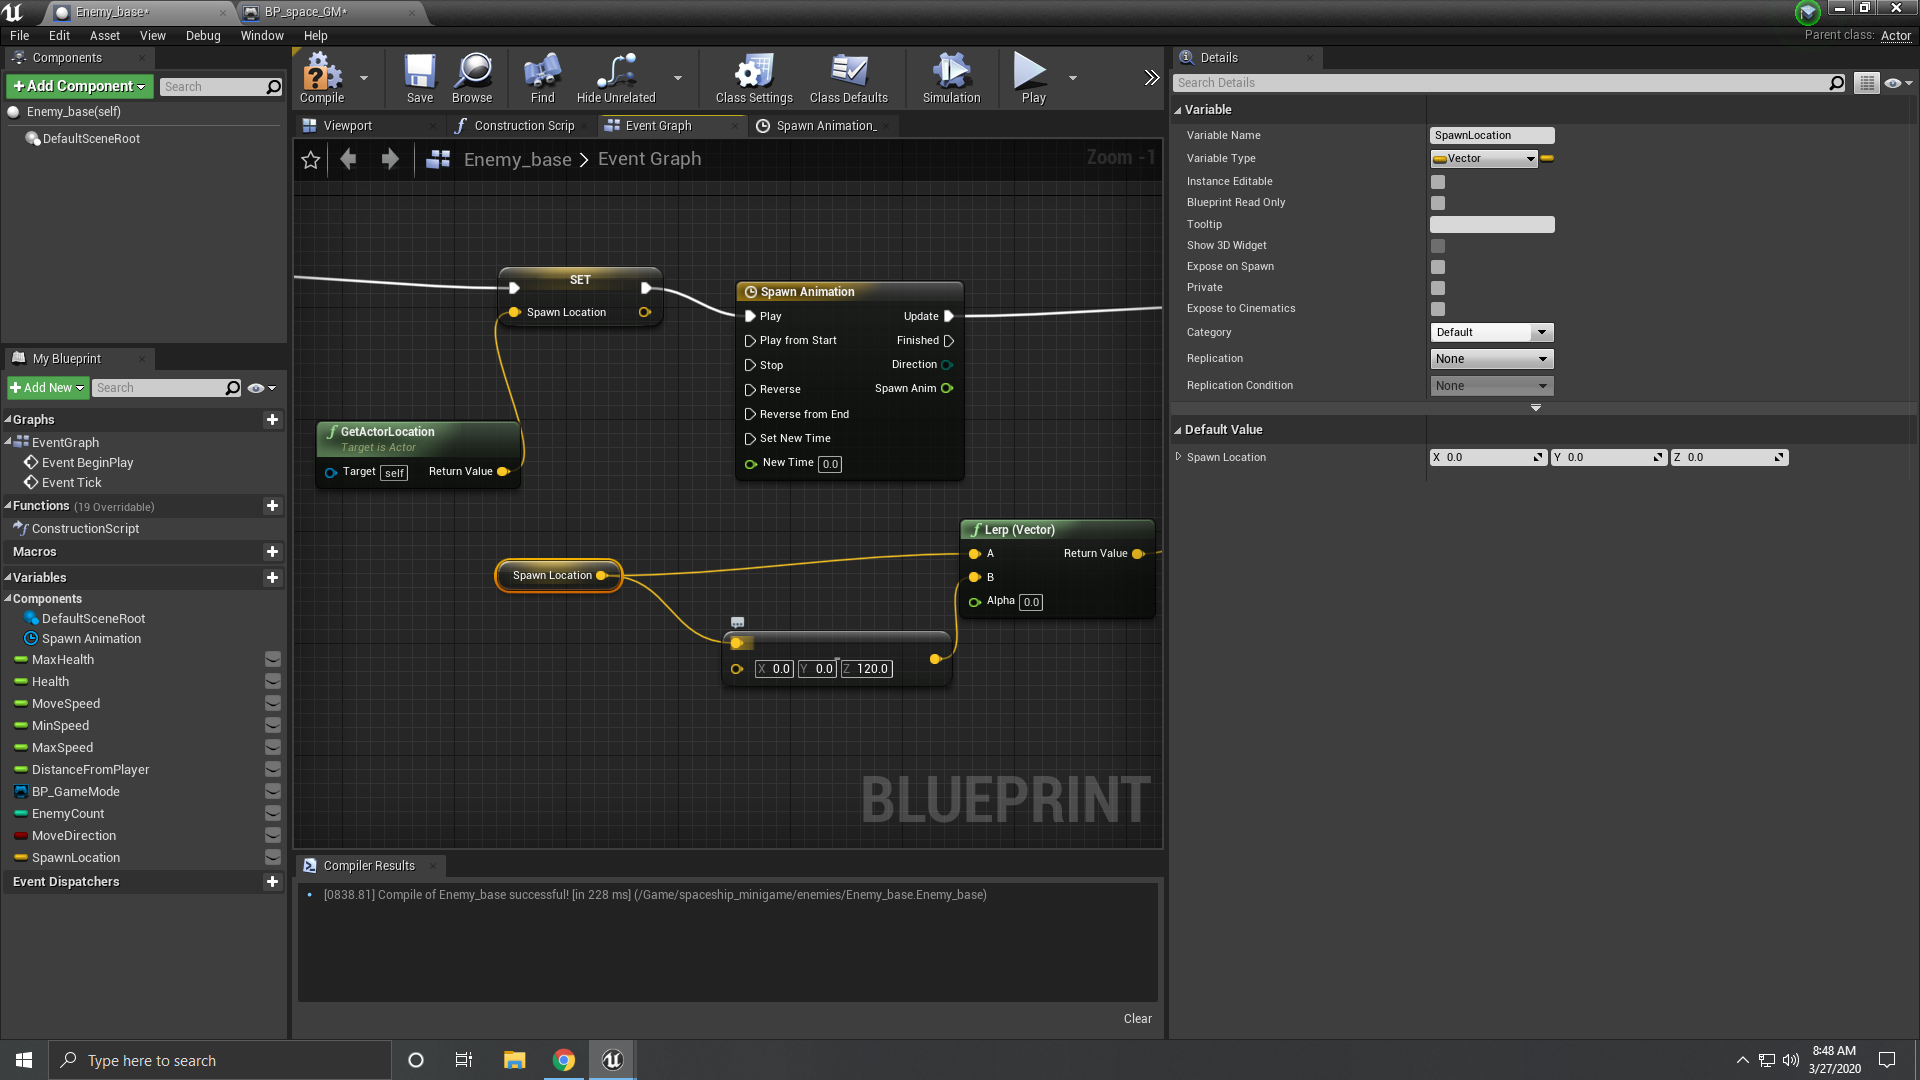 Enemy_base*
BP_space_GM*
File Edit Asset View Debug Window Help
Parent class: Actor
Components
+Add Component
Search
Enemy_base(self)
DefaultSceneRoot
Compile
Save
Browse
Find
Hide Unrelated
Class Settings
Class Defaults
Simulation
Play
Viewport
Construction Scrip
Event Graph
Spawn Animation_
Enemy_base > Event Graph
Zoom -1
SET
Spawn Location
Spawn Animation
Play
Update
Play from Start
Finished
Stop
Direction
Reverse
Spawn Anim
Reverse from End
Set New Time
New Time 0.0
GetActorLocation
Target is Actor
Target self
Return Value
Lerp (Vector)
A
Return Value
B
Alpha 0.0
Spawn Location
X 0.0 Y 0.0 Z 120.0
BLUEPRINT
My Blueprint
+Add New
Search
Graphs
EventGraph
Event BeginPlay
Event Tick
Functions (19 Overridable)
ConstructionScript
Macros
Variables
Components
DefaultSceneRoot
Spawn Animation
MaxHealth
Health
MoveSpeed
MinSpeed
MaxSpeed
DistanceFromPlayer
BP_GameMode
EnemyCount
MoveDirection
SpawnLocation
Event Dispatchers
Compiler Results
[0838.81] Compile of Enemy_base successful! [in 228 ms] (/Game/spaceship_minigame/enemies/Enemy_base.Enemy_base)
Clear
Details
Search Details
Variable
Variable Name SpawnLocation
Variable Type Vector
Instance Editable
Blueprint Read Only
Tooltip
Show 3D Widget
Expose on Spawn
Private
Expose to Cinematics
Category Default
Replication None
Replication Condition None
Default Value
Spawn Location X 0.0 Y 0.0 Z 0.0
Type here to search
8:48 AM
3/27/2020